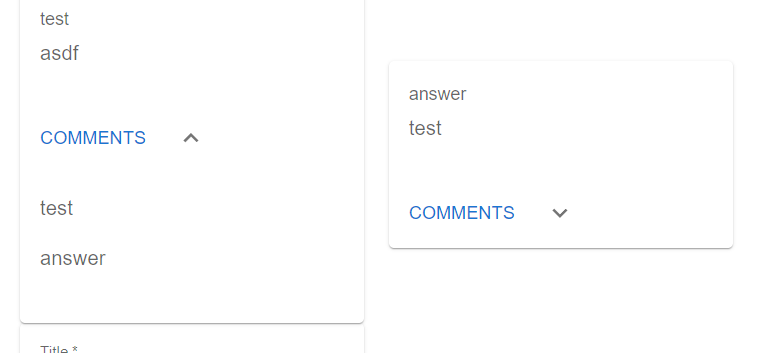 test
asdf
COMMENTS
test
answer
Title *
answer
test
COMMENTS